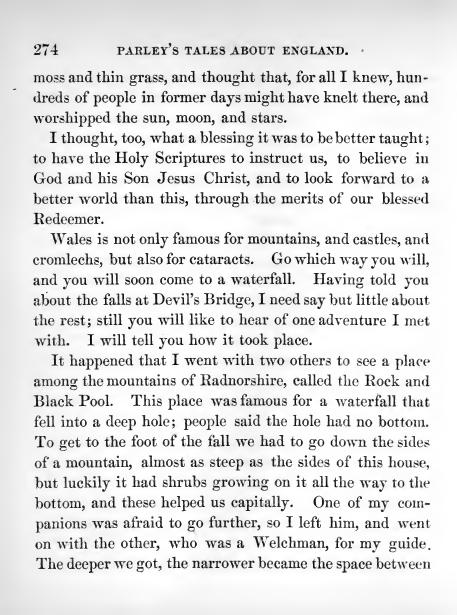 274 PARLEY'S TALES ABOUT ENGLAND.
moss and thin grass, and thought that, for all I knew, hun-
dreds of people in former days might have knelt there, and
worshipped the sun, moon, and stars.
I thought, too, what a blessing it was to be better taught;
to have the Holy Scriptures to instruct us, to believe in
God and his Son Jesus Christ, and to look forward to a
better world than this, through the merits of our blessed
Redeemer.
Wales is not only famous for mountains, and castles, and
cromlechs, but also for cataracts. Go which way you will,
and you will soon come to a waterfall. Having told you
about the falls at Devil's Bridge, I need say but little about
the rest; still you will like to hear of one adventure I met
with. I will tell you how it took place.
It happened that I went with two others to see a place
among the mountains of Radnorshire, called the Rock and
Black Pool. This place was famous for a waterfall that
fell into a deep hole; people said the hole had no bottom.
To get to the foot of the fall we had to go down the sides
of a mountain, almost as steep as the sides of this house,
but luckily it had shrubs growing on it all the way to the
bottom, and these helped us capitally. One of my com-
panions was afraid to go further, so I left him, and went
on with the other, who was a Welchman, for my guide.
The deeper we got, the narrower became the space between